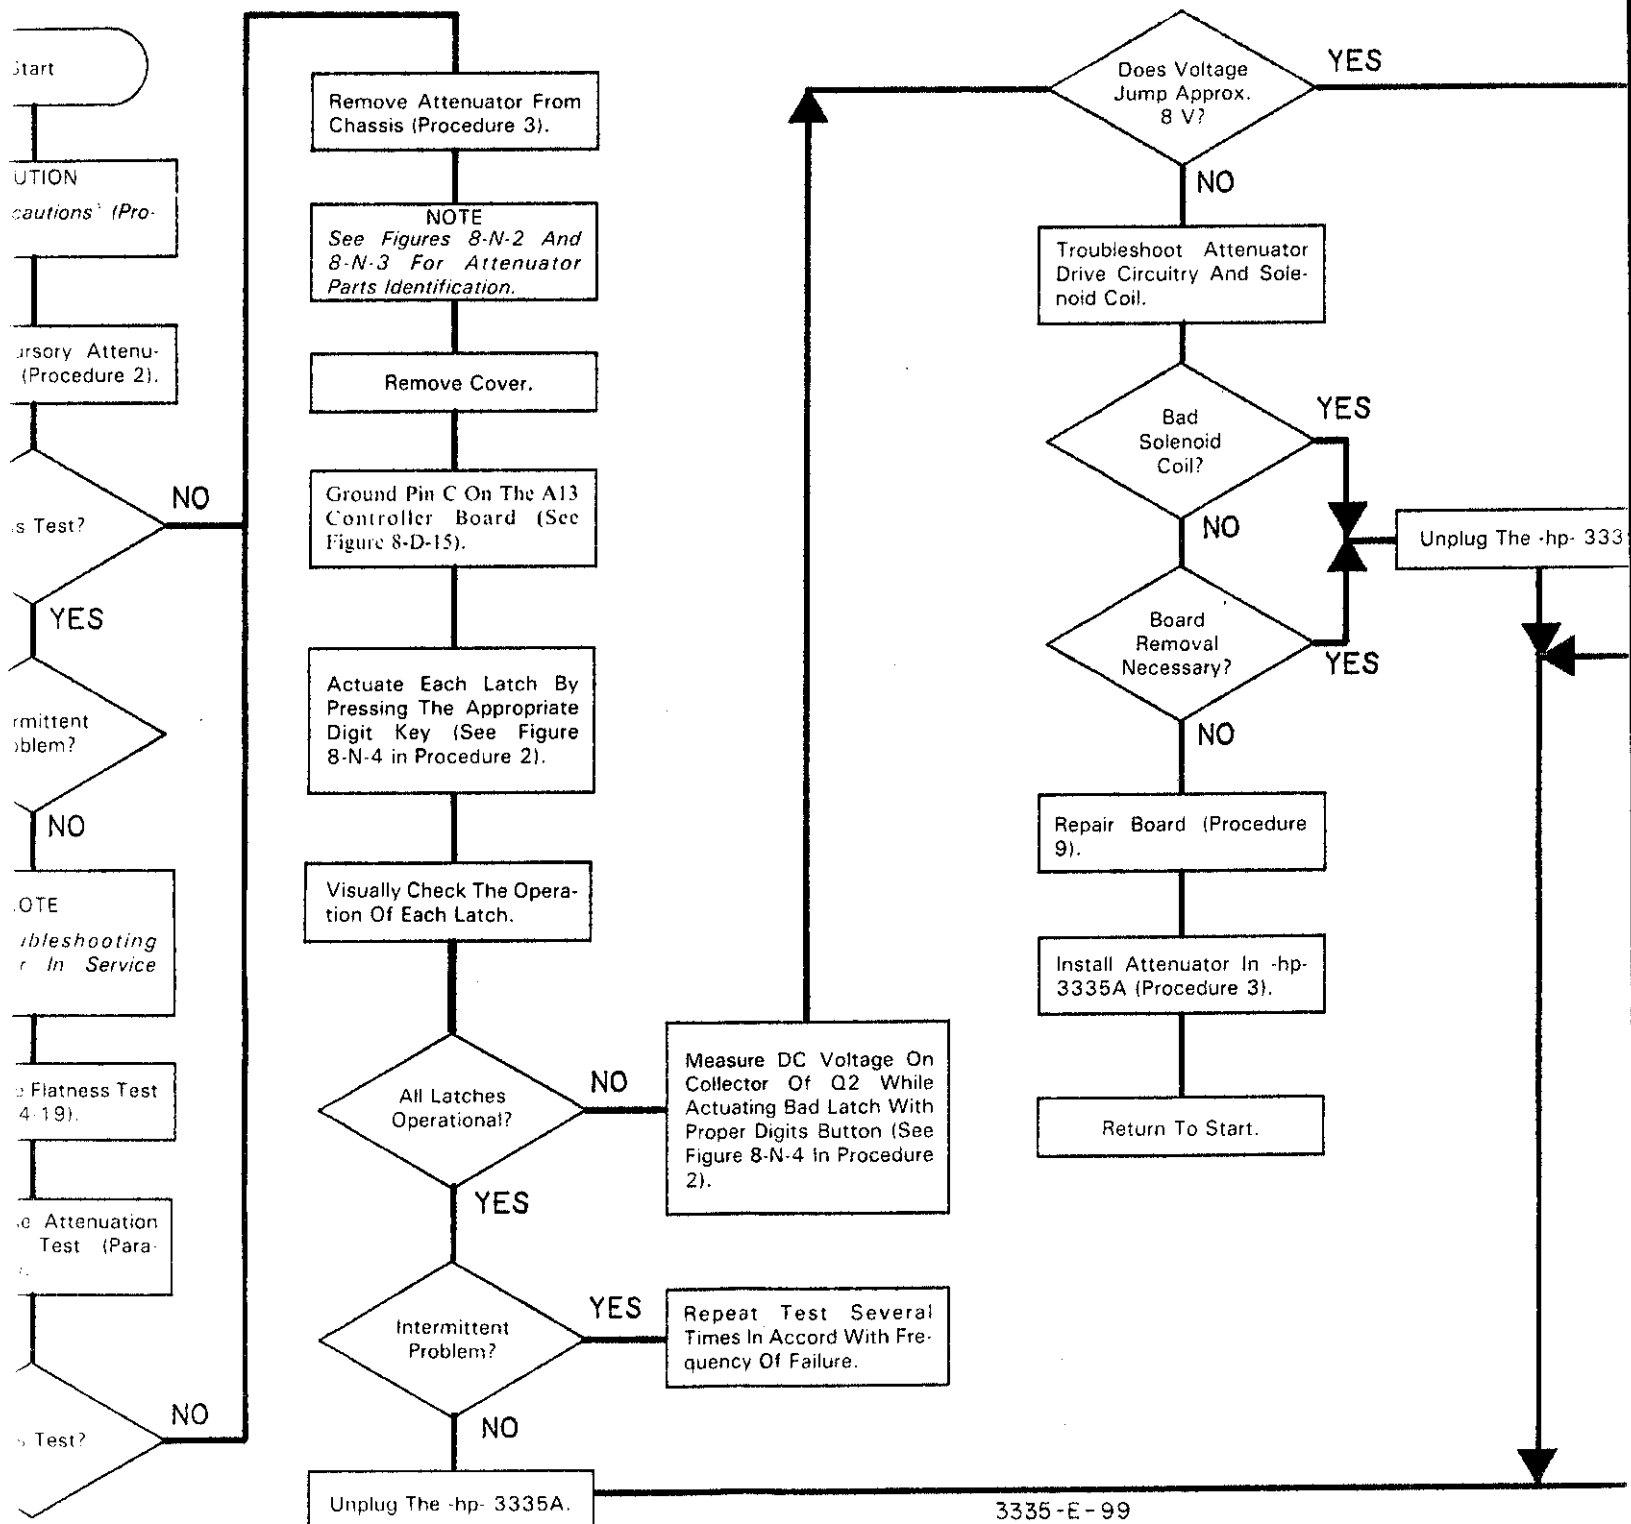 Start
UTION
cautions' (Pro-
ursory Attenu-
(Procedure 2).
s Test?
NO
YES
rmittent
oblem?
NO
OTE
ubleshooting
r In Service
e Flatness Test
4-19).
e Attenuation
Test (Para-
s Test?
NO
Remove Attenuator From
Chassis (Procedure 3).
NOTE
See Figures 8-N-2 And
8-N-3 For Attenuator
Parts Identification.
Remove Cover.
Ground Pin C On The A13
Controller Board (See
Figure 8-D-15).
Actuate Each Latch By
Pressing The Appropriate
Digit Key (See Figure
8-N-4 in Procedure 2).
Visually Check The Opera-
tion Of Each Latch.
All Latches
Operational?
NO
YES
Measure DC Voltage On
Collector Of Q2 While
Actuating Bad Latch With
Proper Digits Button (See
Figure 8-N-4 In Procedure
2).
Intermittent
Problem?
YES
NO
Repeat Test Several
Times In Accord With Fre-
quency Of Failure.
Unplug The -hp- 3335A.
Does Voltage
Jump Approx.
8 V?
YES
NO
Troubleshoot Attenuator
Drive Circuitry And Sole-
noid Coil.
Bad
Solenoid
Coil?
YES
NO
Unplug The -hp- 333
Board
Removal
Necessary?
YES
NO
Repair Board (Procedure
9).
Install Attenuator In -hp-
3335A (Procedure 3).
Return To Start.
3335-E-99